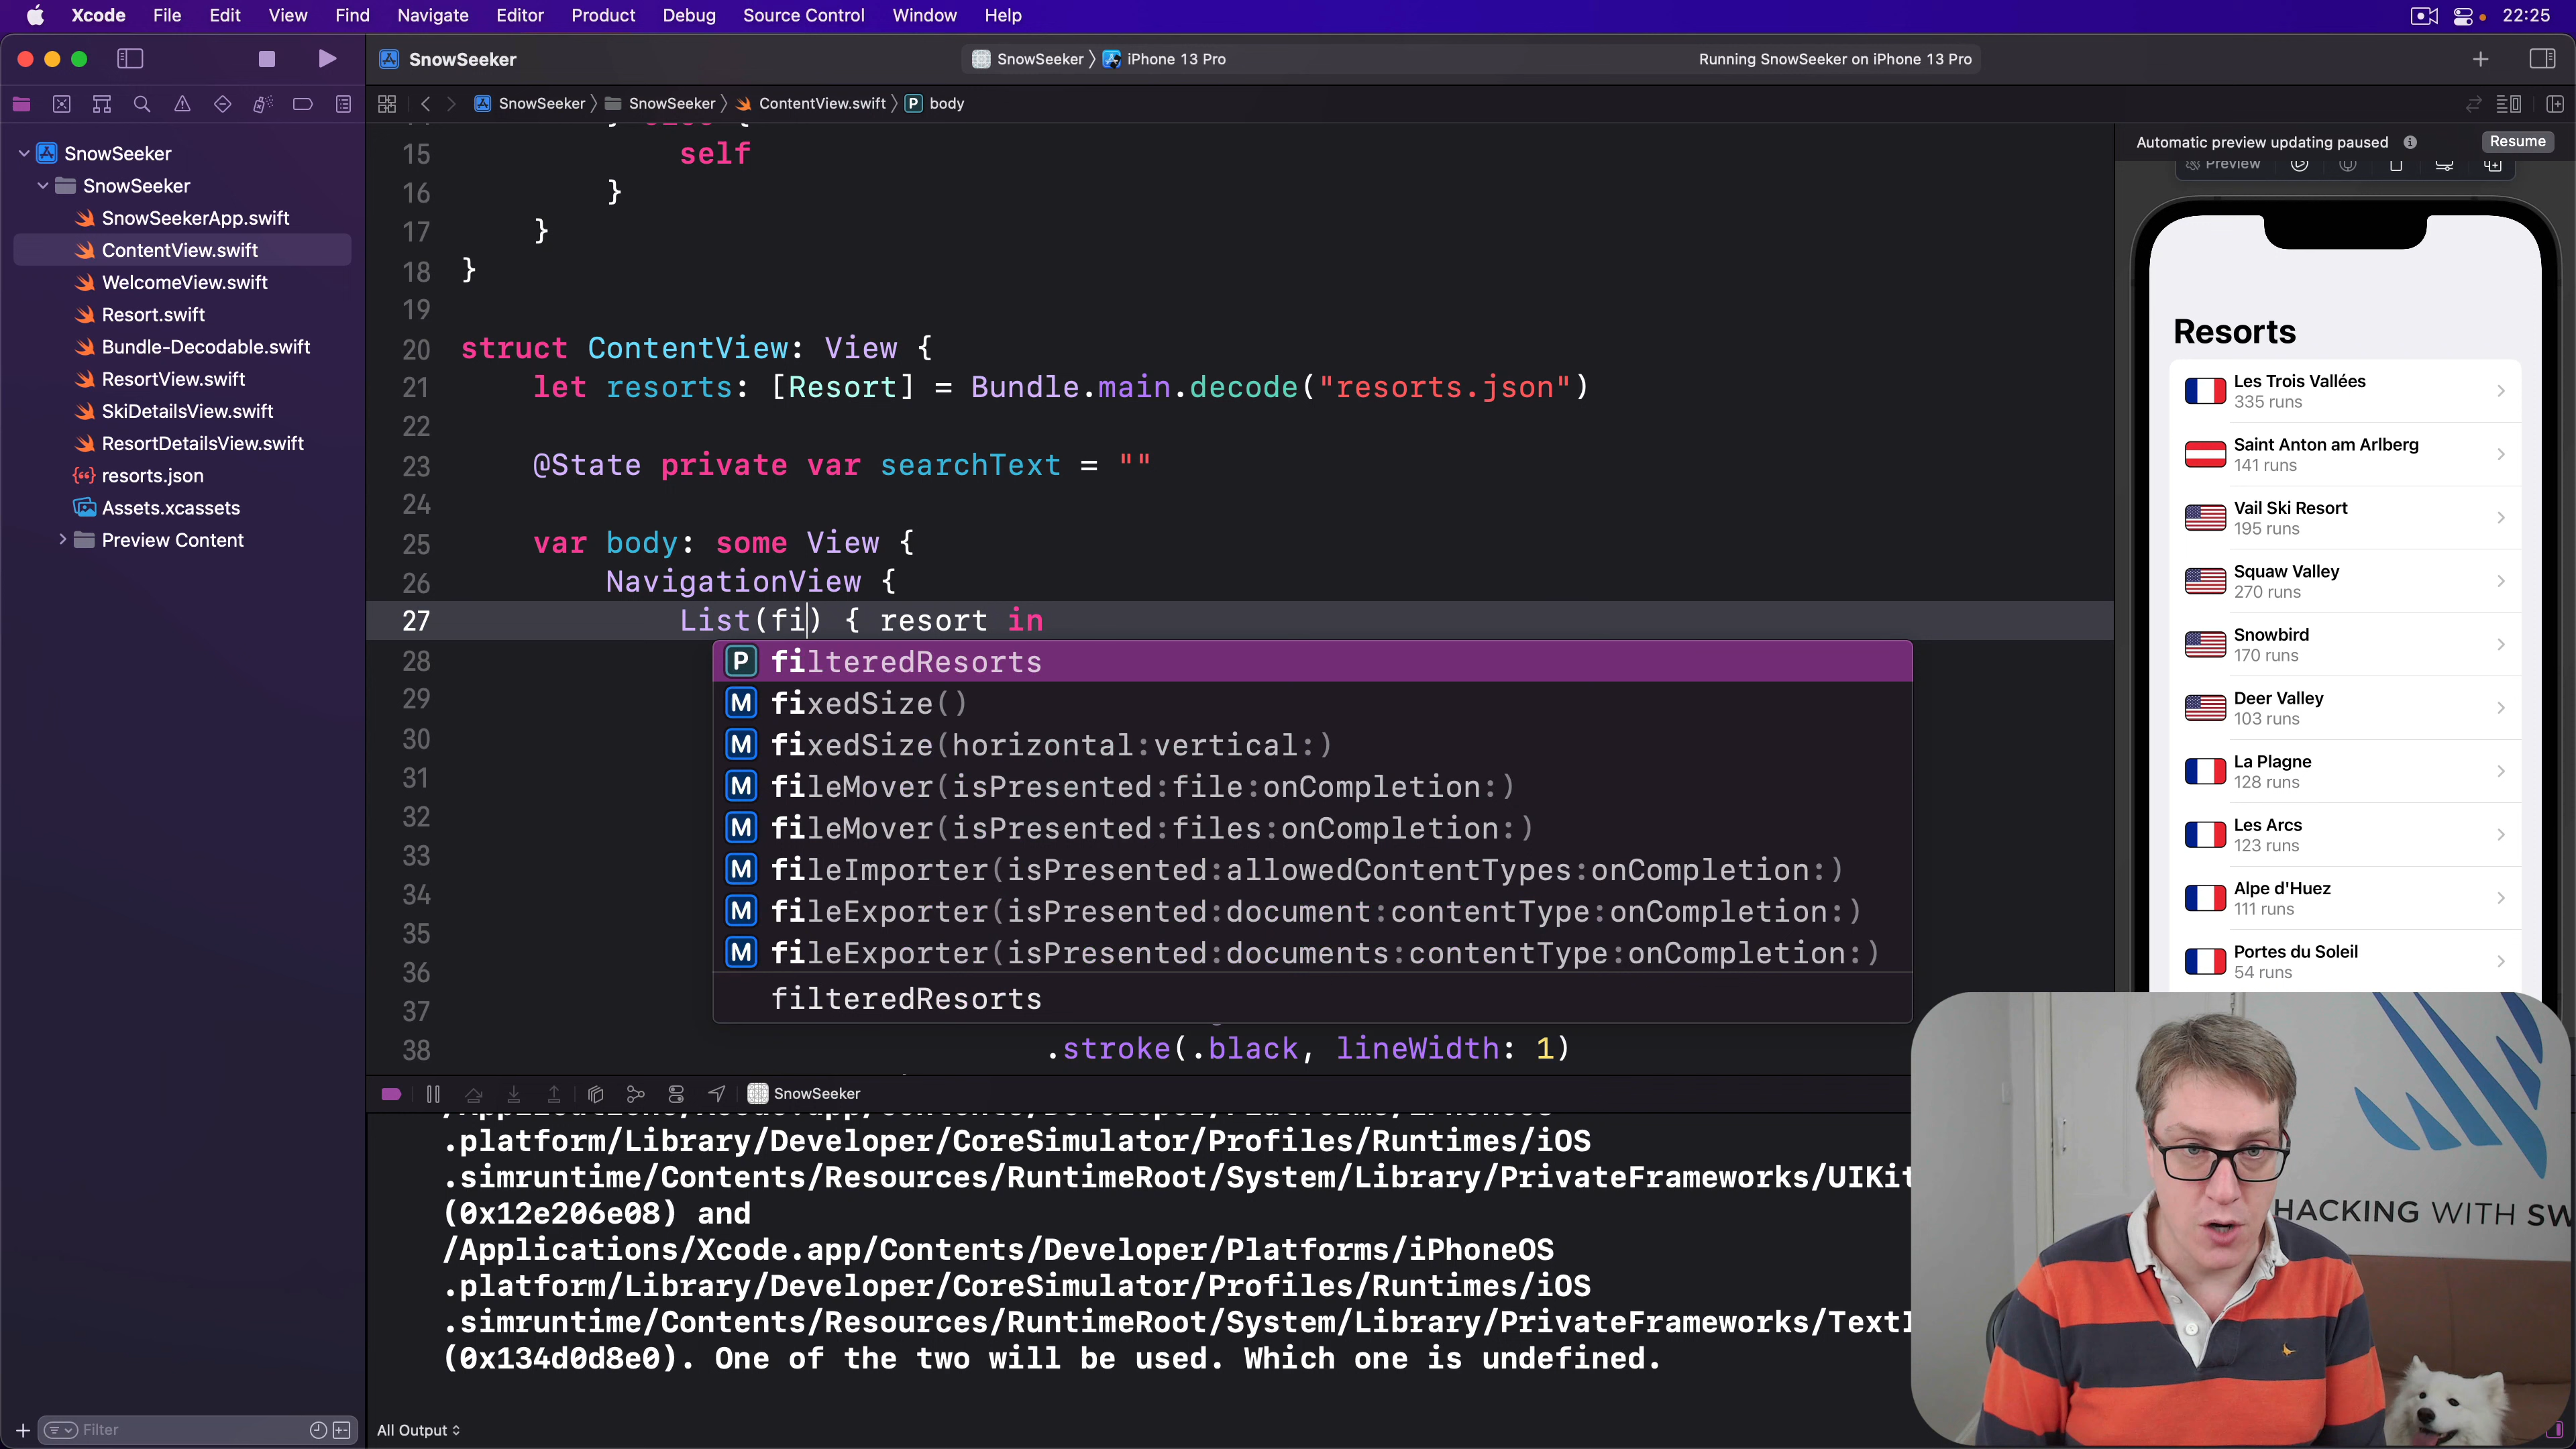 Xcode File Edit View Find Navigate Editor Product Debug Source Control Window Help 22:25
SnowSeeker SnowSeeker iPhone 13 Pro Running SnowSeeker on iPhone 13 Pro
SnowSeeker SnowSeeker ContentView.swift P body
SnowSeeker
SnowSeeker
SnowSeekerApp.swift
ContentView.swift
WelcomeView.swift
Resort.swift
Bundle-Decodable.swift
ResortView.swift
SkiDetailsView.swift
ResortDetailsView.swift
resorts.json
Assets.xcassets
Preview Content
Filter
15 self
16 }
17 }
18 }
19
20 struct ContentView: View {
21 let resorts: [Resort] = Bundle.main.decode("resorts.json")
22
23 @State private var searchText = ""
24
25 var body: some View {
26 NavigationView {
27 List(fi) { resort in
28
29
30
31
32
33
34
35
36
37
38 .stroke(.black, lineWidth: 1)
P filteredResorts
M fixedSize()
M fixedSize(horizontal:vertical:)
M fileMover(isPresented:file:onCompletion:)
M fileMover(isPresented:files:onCompletion:)
M fileImporter(isPresented:allowedContentTypes:onCompletion:)
M fileExporter(isPresented:document:contentType:onCompletion:)
M fileExporter(isPresented:documents:contentType:onCompletion:)
filteredResorts
SnowSeeker
/Applications/Xcode.app/Contents/Developer/Platforms/iPhoneOS
.platform/Library/Developer/CoreSimulator/Profiles/Runtimes/iOS
.simruntime/Contents/Resources/RuntimeRoot/System/Library/PrivateFrameworks/UIKit
(0x12e206e08) and
/Applications/Xcode.app/Contents/Developer/Platforms/iPhoneOS
.platform/Library/Developer/CoreSimulator/Profiles/Runtimes/iOS
.simruntime/Contents/Resources/RuntimeRoot/System/Library/PrivateFrameworks/TextI
(0x134d0d8e0). One of the two will be used. Which one is undefined.
All Output
Automatic preview updating paused Resume
Preview
Resorts
Les Trois Vallées
335 runs
Saint Anton am Arlberg
141 runs
Vail Ski Resort
195 runs
Squaw Valley
270 runs
Snowbird
170 runs
Deer Valley
103 runs
La Plagne
128 runs
Les Arcs
123 runs
Alpe d'Huez
111 runs
Portes du Soleil
54 runs
HACKING WITH SW